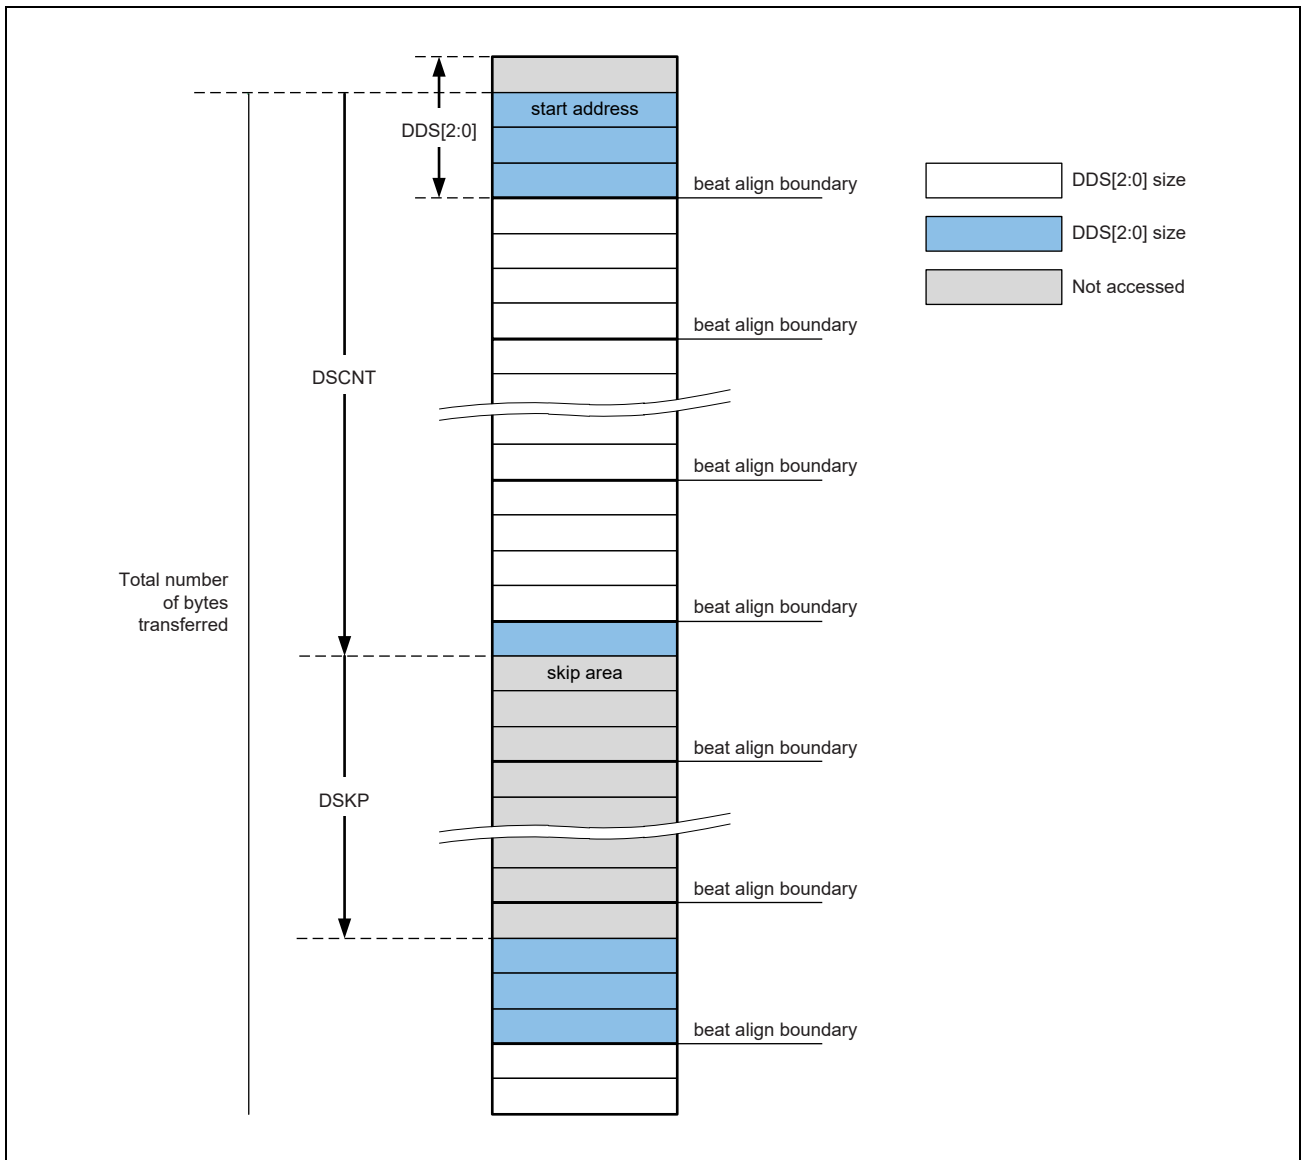 start address
DDS[2:0]
beat align boundary
DDS[2:0] size
DDS[2:0] size
Not accessed
beat align boundary
DSCNT
beat align boundary
Total number
of bytes
transferred
beat align boundary
skip area
beat align boundary
DSKP
beat align boundary
beat align boundary